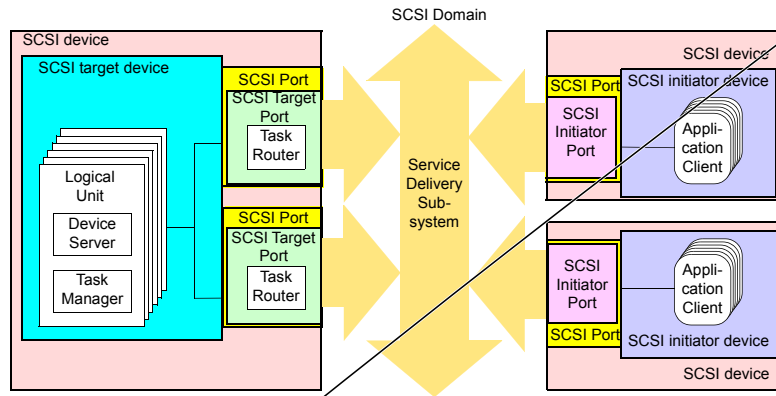 SCSI Domain
SCSI device
SCSI target device
Logical
Unit
Device
Server
Task
Manager
SCSI Port
SCSI Target
Port
Task
Router
SCSI Port
SCSI Target
Port
Task
Router
Service
Delivery
Sub-
system
SCSI device
SCSI Port
SCSI initiator device
SCSI
Initiator
Port
Appli-
cation
Client
SCSI
Initiator
Port
SCSI Port
Appli-
cation
Client
SCSI initiator device
SCSI device